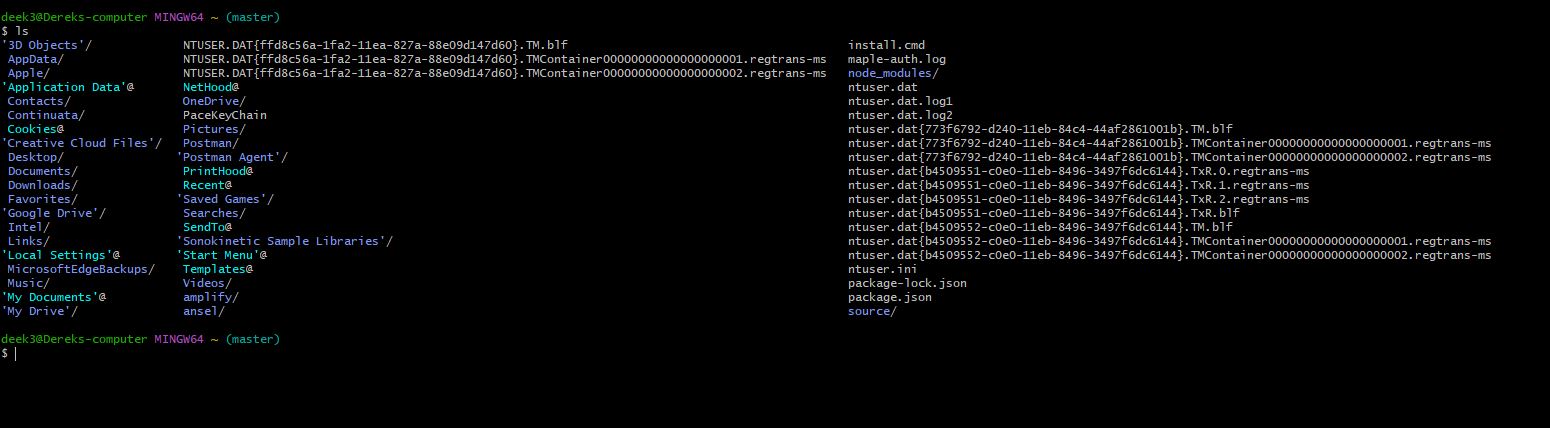 deek3@Dereks-computer MINGW64 ~ (master)
$ ls
'3D Objects'/ NTUSER.DAT{ffd8c56a-1fa2-11ea-827a-88e09d147d60}.TM.blf install.cmd
AppData/ NTUSER.DAT{ffd8c56a-1fa2-11ea-827a-88e09d147d60}.TMContainer00000000000000000001.regtrans-ms maple-auth.log
Apple/ NTUSER.DAT{ffd8c56a-1fa2-11ea-827a-88e09d147d60}.TMContainer00000000000000000002.regtrans-ms node_modules/
'Application Data'@ NetHood@ ntuser.dat
Contacts/ OneDrive/ ntuser.dat.log1
Continuata/ PaceKeyChain ntuser.dat.log2
Cookies@ Pictures/ ntuser.dat{773f6792-d240-11eb-84c4-44af2861001b}.TM.blf
'Creative Cloud Files'/ Postman/ ntuser.dat{773f6792-d240-11eb-84c4-44af2861001b}.TMContainer00000000000000000001.regtrans-ms
Desktop/ 'Postman Agent'/ ntuser.dat{773f6792-d240-11eb-84c4-44af2861001b}.TMContainer00000000000000000002.regtrans-ms
Documents/ PrintHood@ ntuser.dat{b4509551-c0e0-11eb-8496-3497f6dc6144}.TxR.0.regtrans-ms
Downloads/ Recent@ ntuser.dat{b4509551-c0e0-11eb-8496-3497f6dc6144}.TxR.1.regtrans-ms
Favorites/ 'Saved Games'/ ntuser.dat{b4509551-c0e0-11eb-8496-3497f6dc6144}.TxR.2.regtrans-ms
'Google Drive'/ Searches/ ntuser.dat{b4509551-c0e0-11eb-8496-3497f6dc6144}.TxR.blf
Intel/ SendTo@ ntuser.dat{b4509552-c0e0-11eb-8496-3497f6dc6144}.TM.blf
Links/ 'Sonokinetic Sample Libraries'/ ntuser.dat{b4509552-c0e0-11eb-8496-3497f6dc6144}.TMContainer00000000000000000001.regtrans-ms
'Local Settings'@ 'Start Menu'@ ntuser.dat{b4509552-c0e0-11eb-8496-3497f6dc6144}.TMContainer00000000000000000002.regtrans-ms
MicrosoftEdgeBackups/ Templates@ ntuser.ini
Music/ Videos/ package-lock.json
'My Documents'@ amplify/ package.json
'My Drive'/ ansel/ source/
deek3@Dereks-computer MINGW64 ~ (master)
$